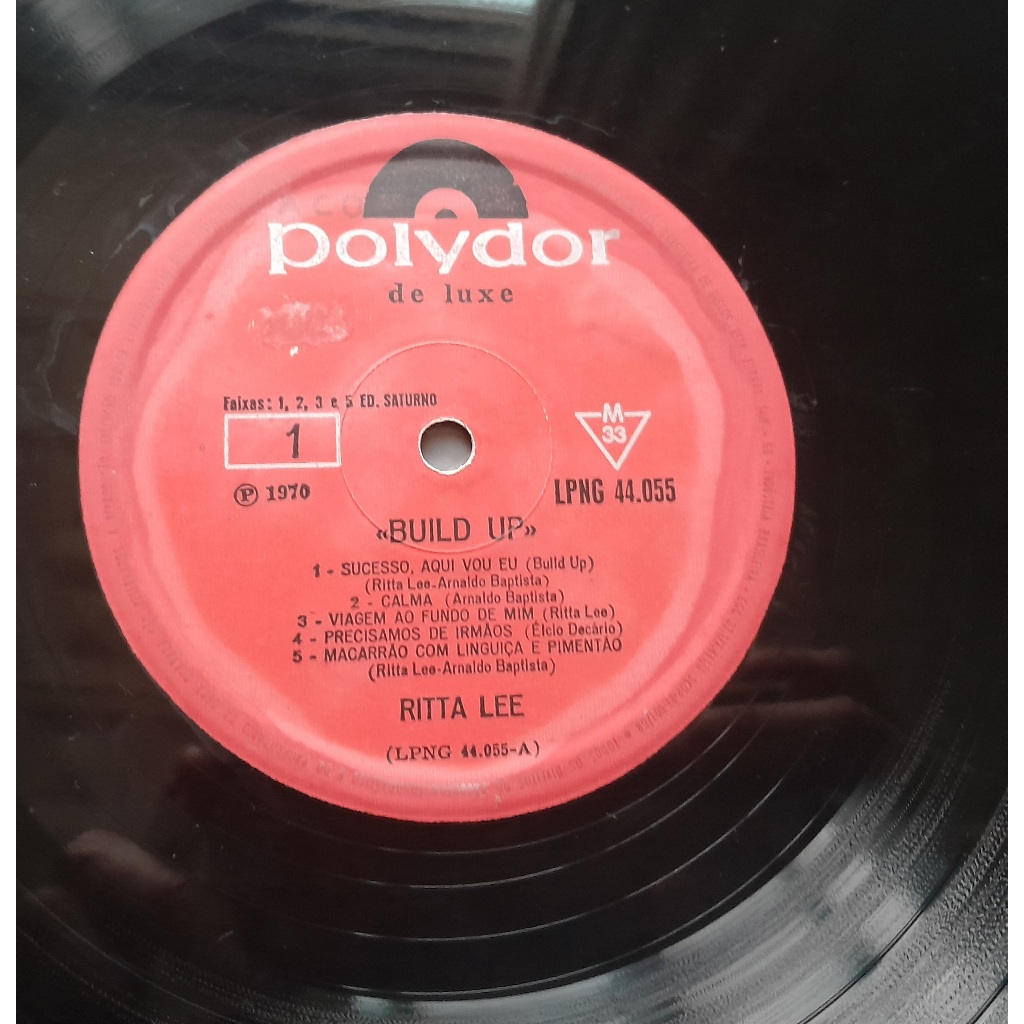 polydor
de luxe
Faixas: 1, 2, 3 e 5 ED. SATURNO
1
M
33
℗ 1970
LPNG 44.055
«BUILD UP»
1 - SUCESSO, AQUI VOU EU (Build Up)
(Ritta Lee-Arnaldo Baptista)
2 - CALMA (Arnaldo Baptista)
3 - VIAGEM AO FUNDO DE MIM (Ritta Lee)
4 - PRECISAMOS DE IRMÃOS (Élcio Decário)
5 - MACARRÃO COM LINGUIÇA E PIMENTÃO
(Ritta Lee-Arnaldo Baptista)
RITTA LEE
(LPNG 44.055-A)